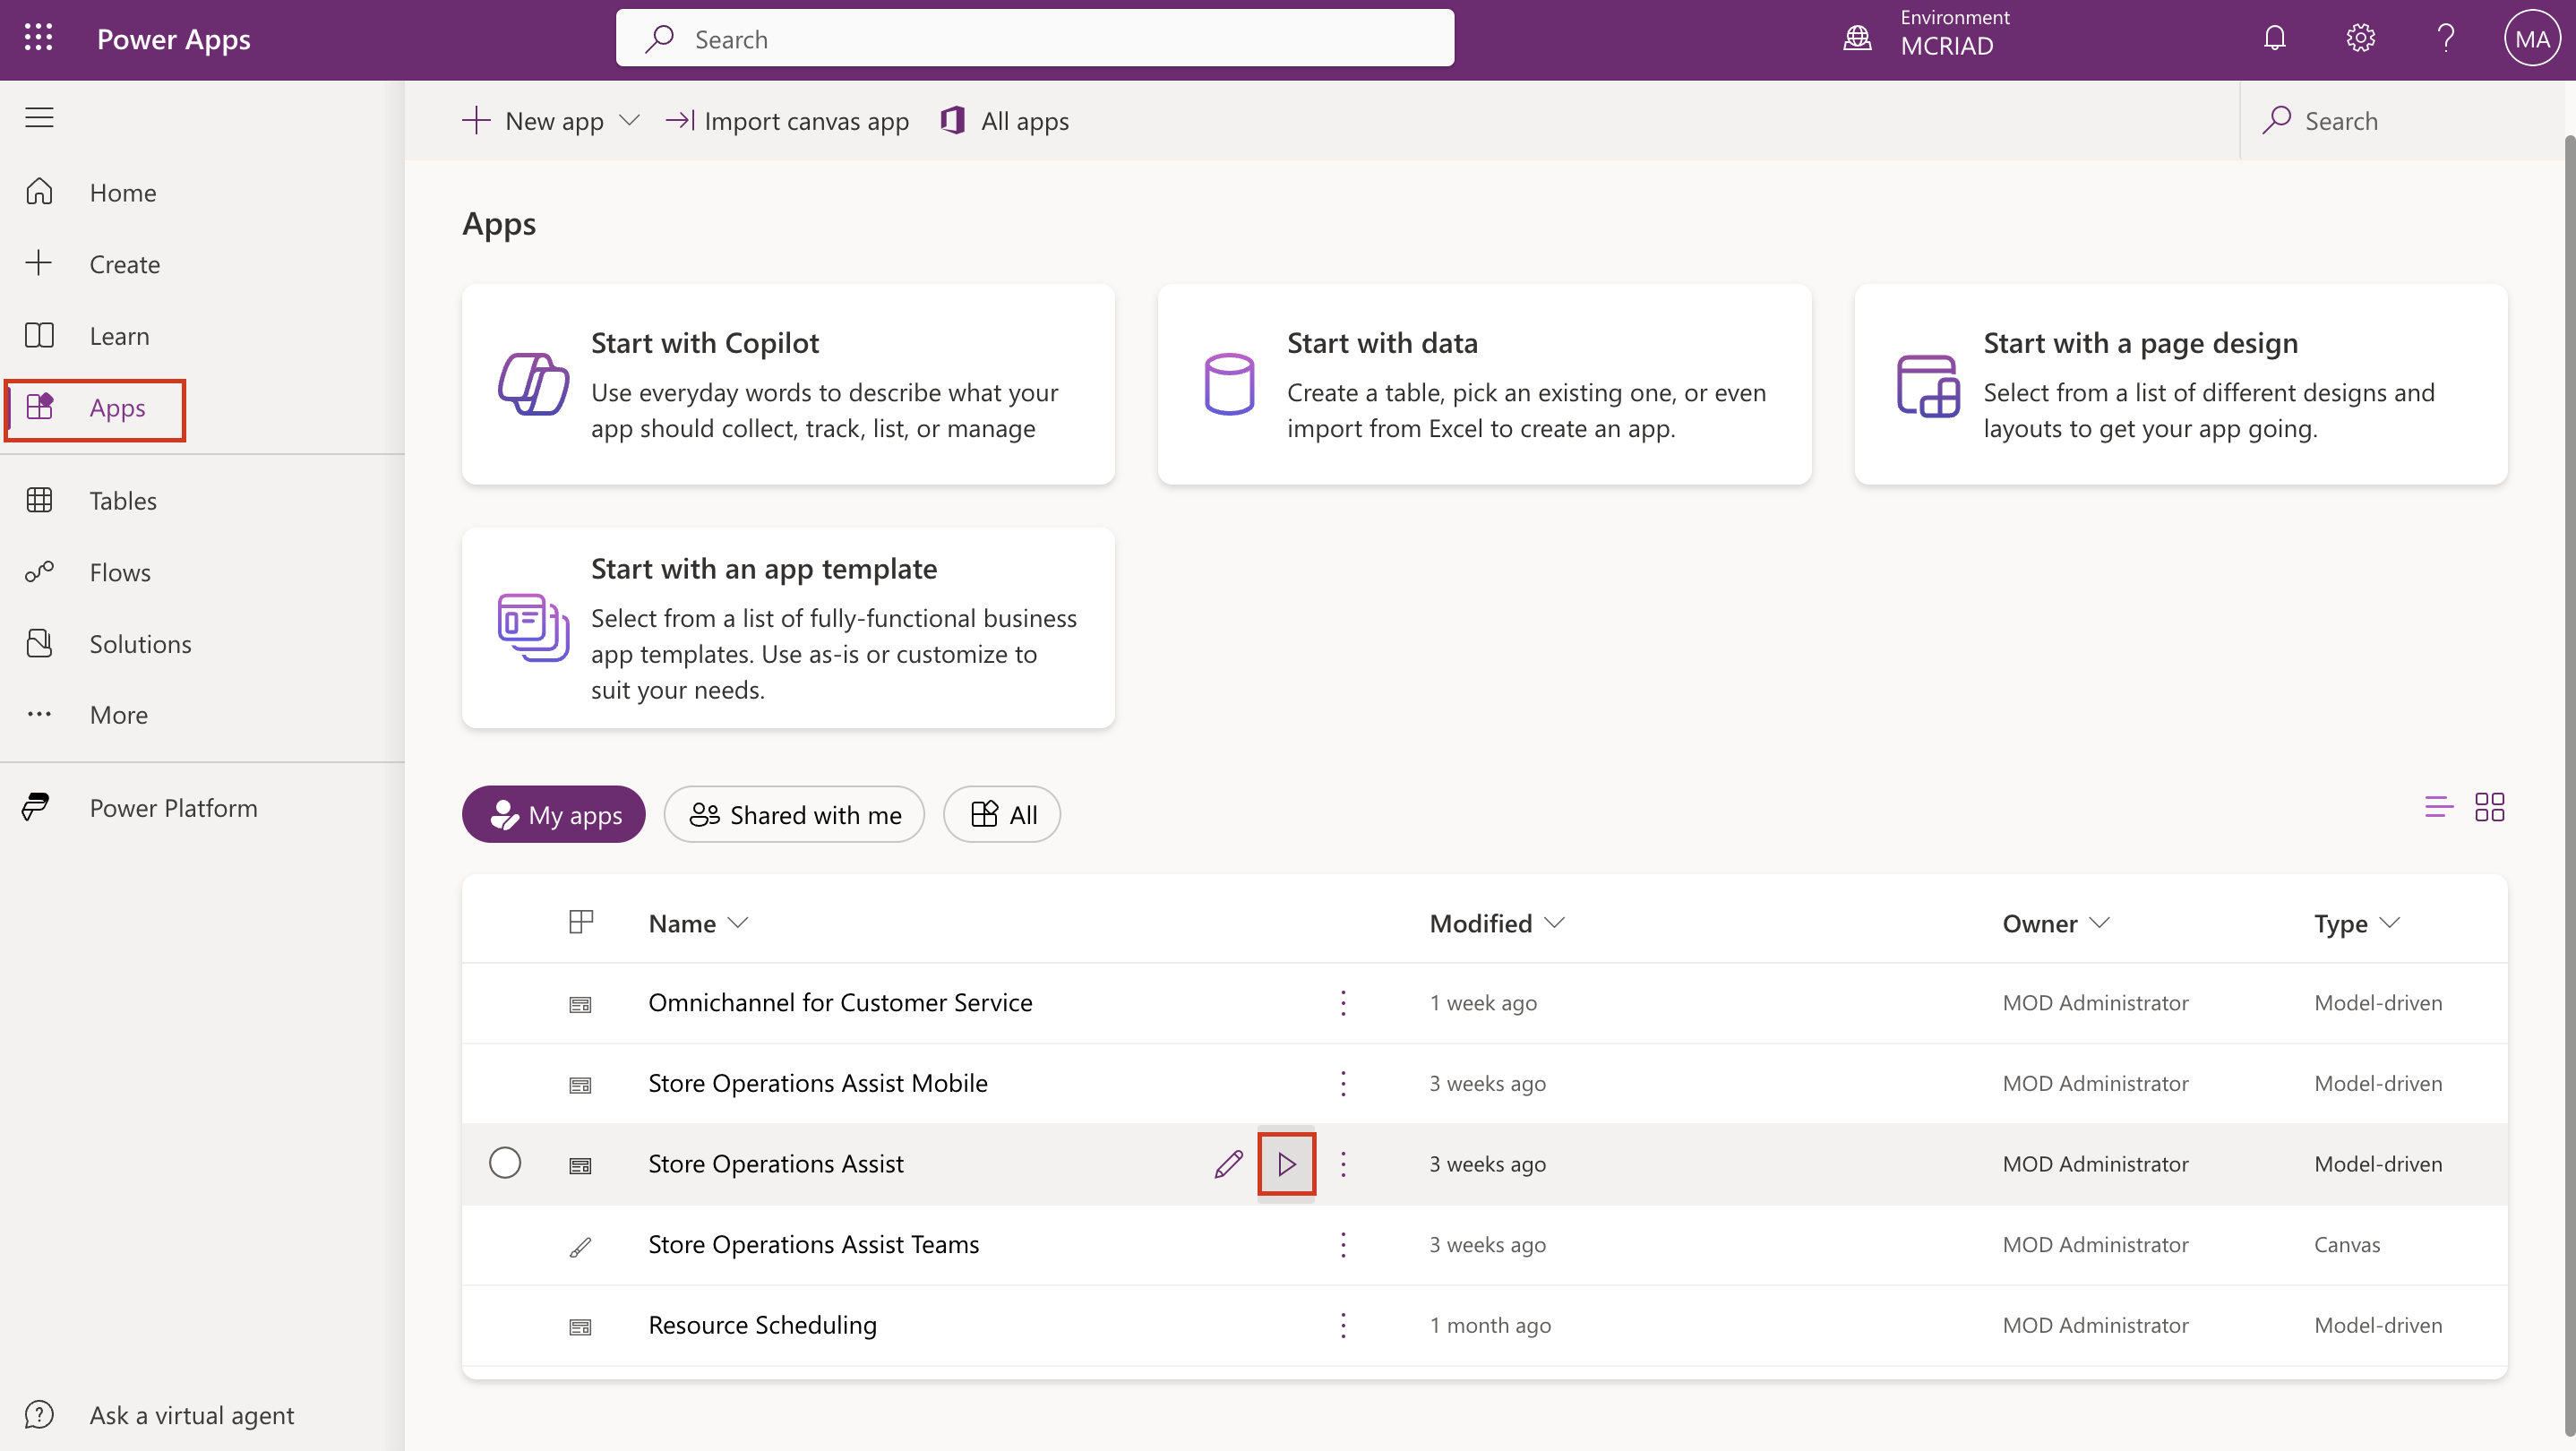 Power Apps
Search
Environment
MCRIAD
MA
New app
Import canvas app
All apps
Search
Home
Create
Learn
Apps
Tables
Flows
Solutions
More
Power Platform
Ask a virtual agent
Apps
Start with Copilot
Use everyday words to describe what your
app should collect, track, list, or manage
Start with data
Create a table, pick an existing one, or even
import from Excel to create an app.
Start with a page design
Select from a list of different designs and
layouts to get your app going.
Start with an app template
Select from a list of fully-functional business
app templates. Use as-is or customize to
suit your needs.
My apps
Shared with me
All
Name Modified Owner Type
Omnichannel for Customer Service 1 week ago MOD Administrator Model-driven
Store Operations Assist Mobile 3 weeks ago MOD Administrator Model-driven
Store Operations Assist 3 weeks ago MOD Administrator Model-driven
Store Operations Assist Teams 3 weeks ago MOD Administrator Canvas
Resource Scheduling 1 month ago MOD Administrator Model-driven